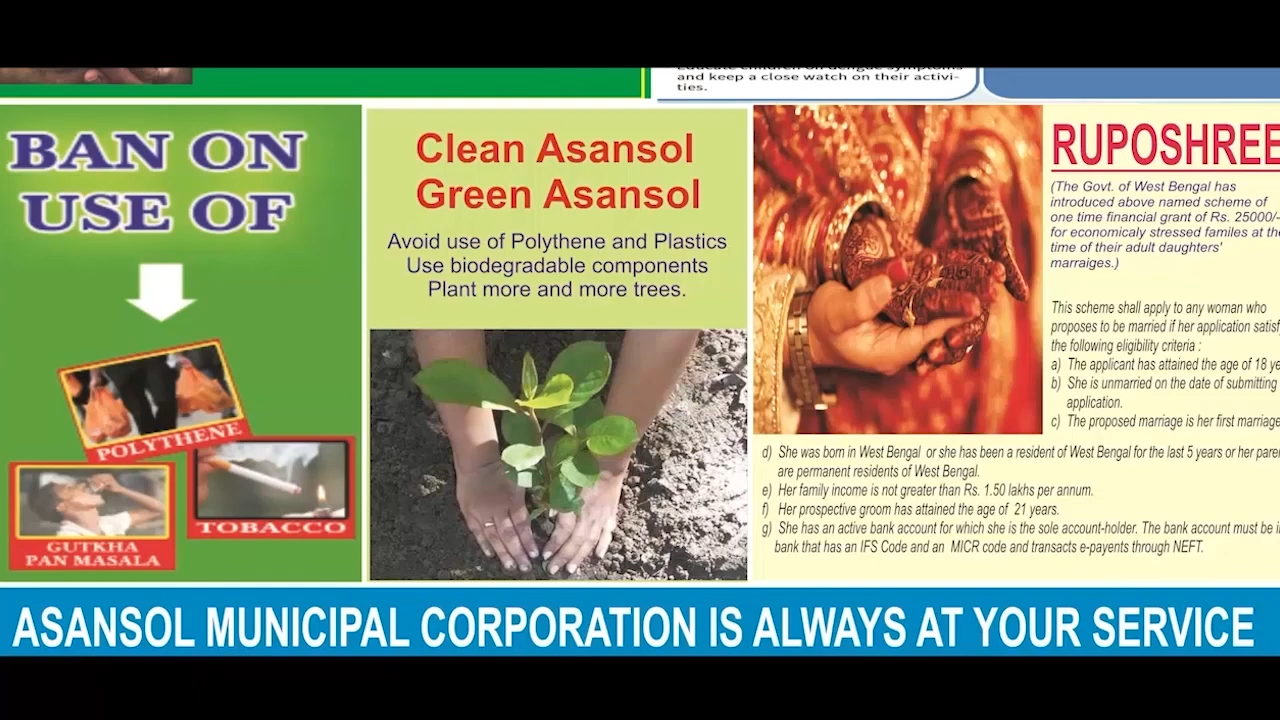 and keep a close watch on their activi-
ties.
BAN ON
USE OF
POLYTHENE
GUTKHA
PAN MASALA
TOBACCO
Clean Asansol
Green Asansol
Avoid use of Polythene and Plastics
Use biodegradable components
Plant more and more trees.
RUPOSHREE
(The Govt. of West Bengal has
introduced above named scheme of
one time financial grant of Rs. 25000/-
for economicaly stressed familes at the
time of their adult daughters'
marraiges.)
This scheme shall apply to any woman who
proposes to be married if her application satisf
the following eligibility criteria :
a) The applicant has attained the age of 18 ye
b) She is unmarried on the date of submitting
application.
c) The proposed marriage is her first marriage
d) She was born in West Bengal or she has been a resident of West Bengal for the last 5 years or her pare
are permanent residents of West Bengal.
e) Her family income is not greater than Rs. 1.50 lakhs per annum.
f) Her prospective groom has attained the age of 21 years.
g) She has an active bank account for which she is the sole account-holder. The bank account must be i
bank that has an IFS Code and an MICR code and transacts e-payents through NEFT.
ASANSOL MUNICIPAL CORPORATION IS ALWAYS AT YOUR SERVICE